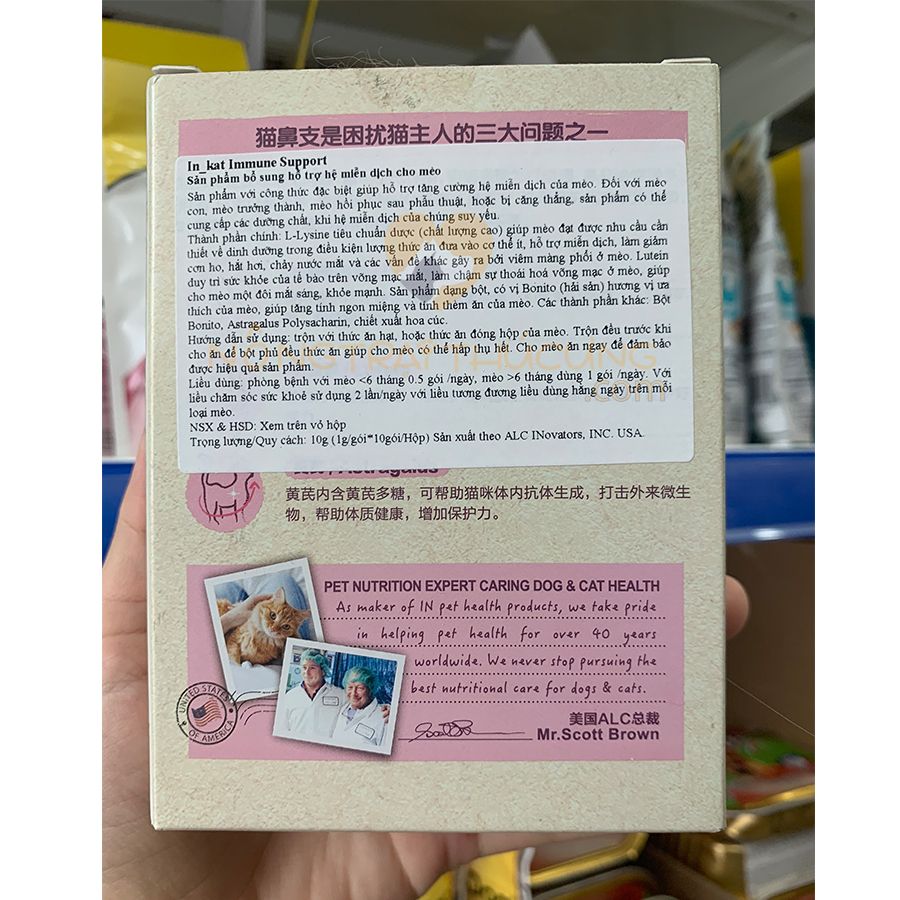 猫鼻支是困扰猫主人的三大问题之一
In_kat Immune Support
Sản phẩm bổ sung hỗ trợ hệ miễn dịch cho mèo
Sản phẩm với công thức đặc biệt giúp hỗ trợ tăng cường hệ miễn dịch của mèo. Đối với mèo
con, mèo trưởng thành, mèo hồi phục sau phẫu thuật, hoặc bị căng thẳng, sản phẩm có thể
cung cấp các dưỡng chất, khi hệ miễn dịch của chúng suy yếu.
Thành phần chính: L-Lysine tiêu chuẩn dược (chất lượng cao) giúp mèo đạt được nhu cầu cần
thiết về dinh dưỡng trong điều kiện lượng thức ăn đưa vào cơ thể ít, hỗ trợ miễn dịch, làm giảm
cơn ho, hắt hơi, chảy nước mắt và các vấn đề khác gây ra bởi viêm màng phổi ở mèo. Lutein
duy trì sức khỏe của tế bào trên võng mạc mắt, làm chậm sự thoái hoá võng mạc ở mèo, giúp
cho mèo một đôi mắt sáng, khỏe mạnh. Sản phẩm dạng bột, có vị Bonito (hải sản) hương vị ưa
thích của mèo, giúp tăng tính ngon miệng và tính thèm ăn của mèo. Các thành phần khác: Bột
Bonito, Astragalus Polysacharin, chiết xuất hoa cúc.
Hướng dẫn sử dụng: trộn với thức ăn hạt, hoặc thức ăn đóng hộp của mèo. Trộn đều trước khi
cho ăn để bột phủ đều thức ăn giúp cho mèo có thể hấp thụ hết. Cho mèo ăn ngay để đảm bảo
được hiệu quả sản phẩm.
Liều dùng: phòng bệnh với mèo <6 tháng 0.5 gói /ngày, mèo >6 tháng dùng 1 gói /ngày. Với
liều chăm sóc sức khoẻ sử dụng 2 lần/ngày với liều tương đương liều dùng hằng ngày trên mỗi
loại mèo.
NSX & HSD: Xem trên vỏ hộp
Trọng lượng/Quy cách: 10g (1g/gói*10gói/Hộp) Sản xuất theo ALC INovators, INC. USA.
Astragalus
黄芪内含黄芪多糖，可帮助猫咪体内抗体生成，打击外来微生
物，帮助体质健康，增加保护力。
PET NUTRITION EXPERT CARING DOG & CAT HEALTH
As maker of IN pet health products, we take pride
in helping pet health for over 40 years
worldwide. We never stop pursuing the
best nutritional care for dogs & cats.
UNITED STATES
OF AMERICA
美国ALC总裁
Mr.Scott Brown